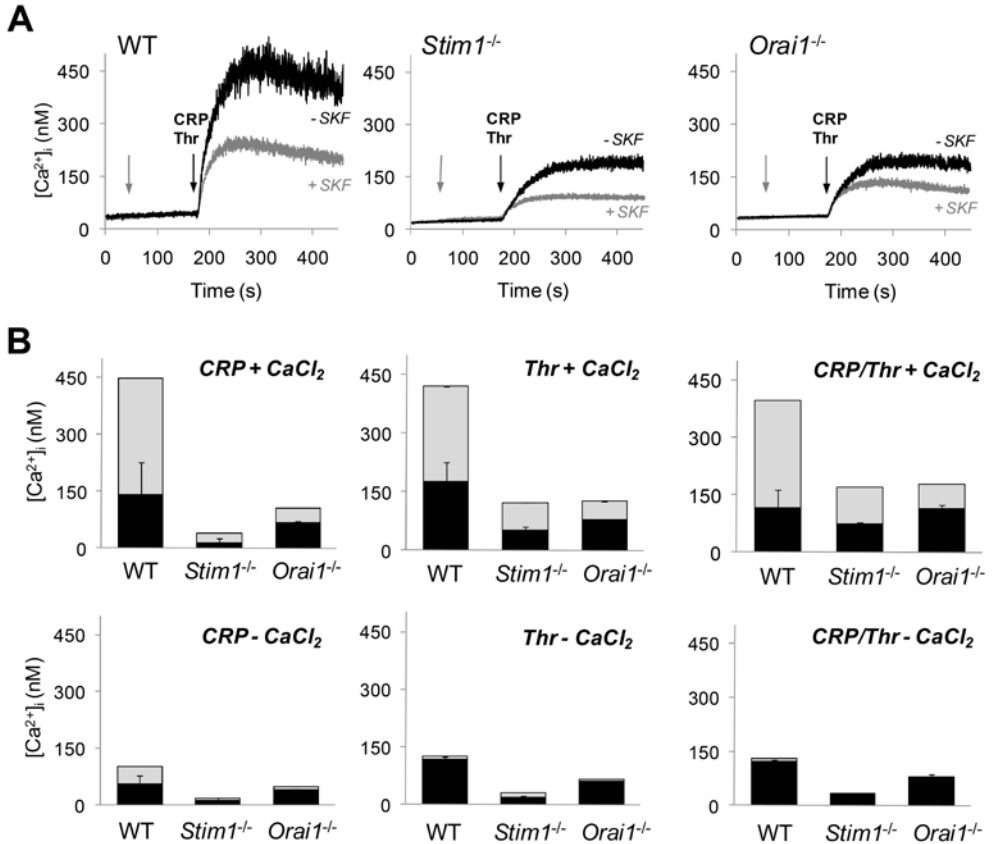 A
WT
Stim1-/-
Orai1-/-
[Ca2+]i (nM)
450
300
150
0
CRP
Thr
- SKF
+ SKF
0 100 200 300 400
Time (s)
450
300
150
0
CRP
Thr
- SKF
+ SKF
0 100 200 300 400
Time (s)
450
300
150
0
CRP
Thr
- SKF
+ SKF
0 100 200 300 400
Time (s)
B
CRP + CaCl2
[Ca2+]i (nM)
450
300
150
0
WT Stim1-/- Orai1-/-
Thr + CaCl2
450
300
150
0
WT Stim1-/- Orai1-/-
CRP/Thr + CaCl2
450
300
150
0
WT Stim1-/- Orai1-/-
CRP - CaCl2
[Ca2+]i (nM)
450
300
150
0
WT Stim1-/- Orai1-/-
Thr - CaCl2
450
300
150
0
WT Stim1-/- Orai1-/-
CRP/Thr - CaCl2
450
300
150
0
WT Stim1-/- Orai1-/-